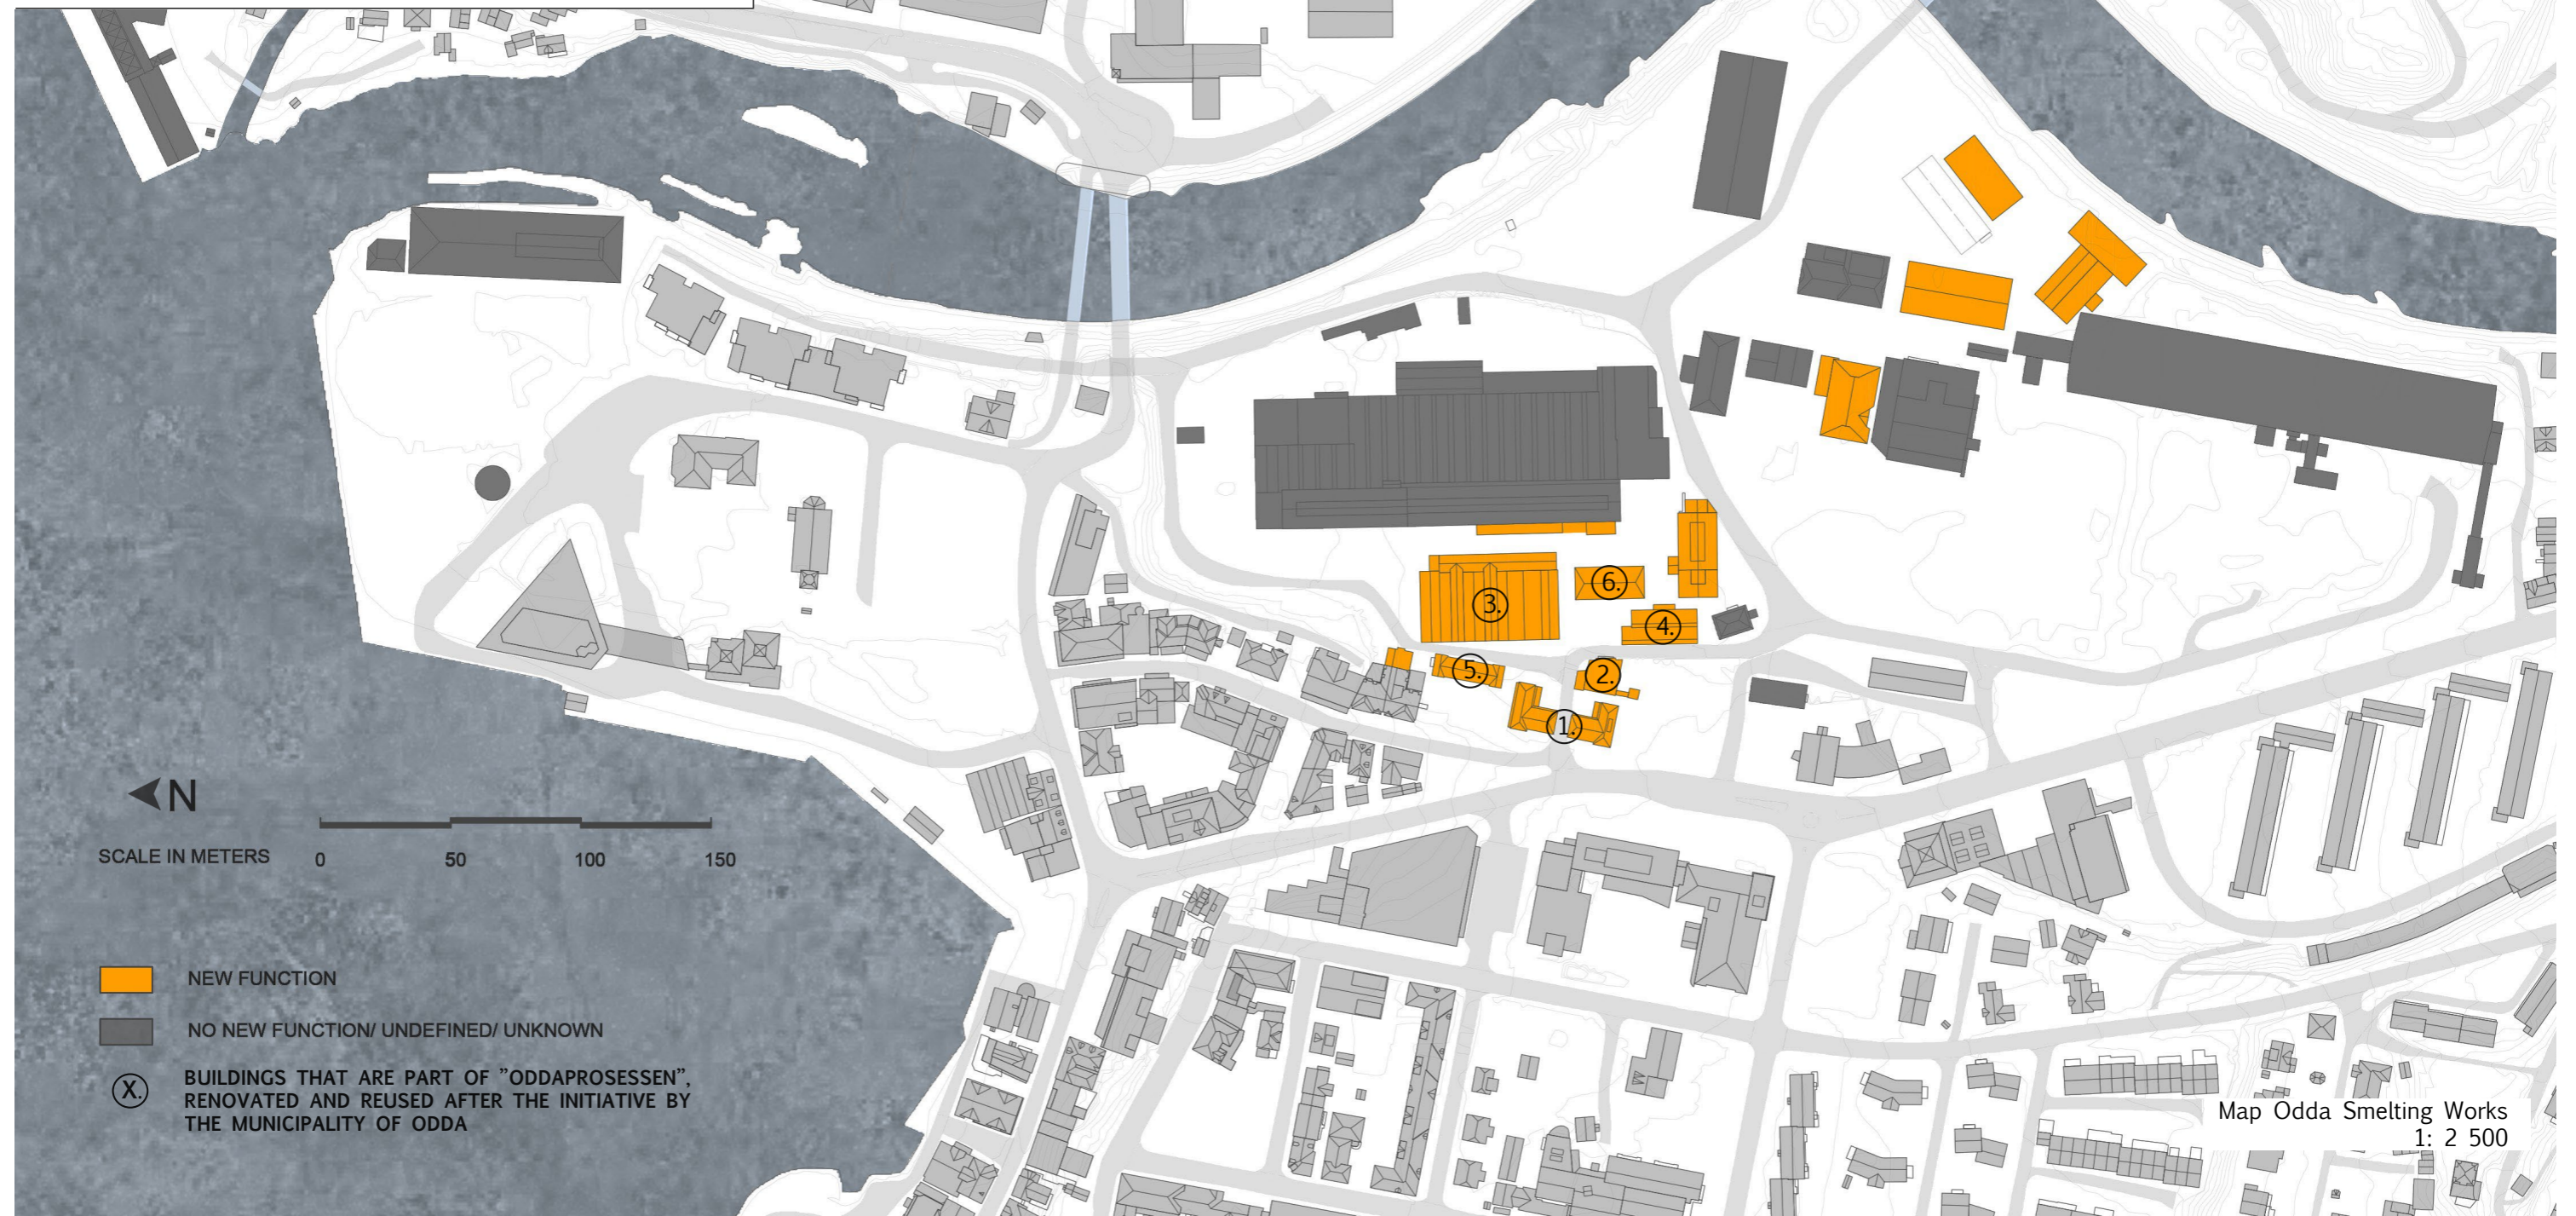 6.
3.
4.
5.
2.
1.
N
SCALE IN METERS 0 50 100 150
NEW FUNCTION
NO NEW FUNCTION/ UNDEFINED/ UNKNOWN
X.
BUILDINGS THAT ARE PART OF ”ODDAPROSESSEN”,
RENOVATED AND REUSED AFTER THE INITIATIVE BY
THE MUNICIPALITY OF ODDA
Map Odda Smelting Works
1: 2 500